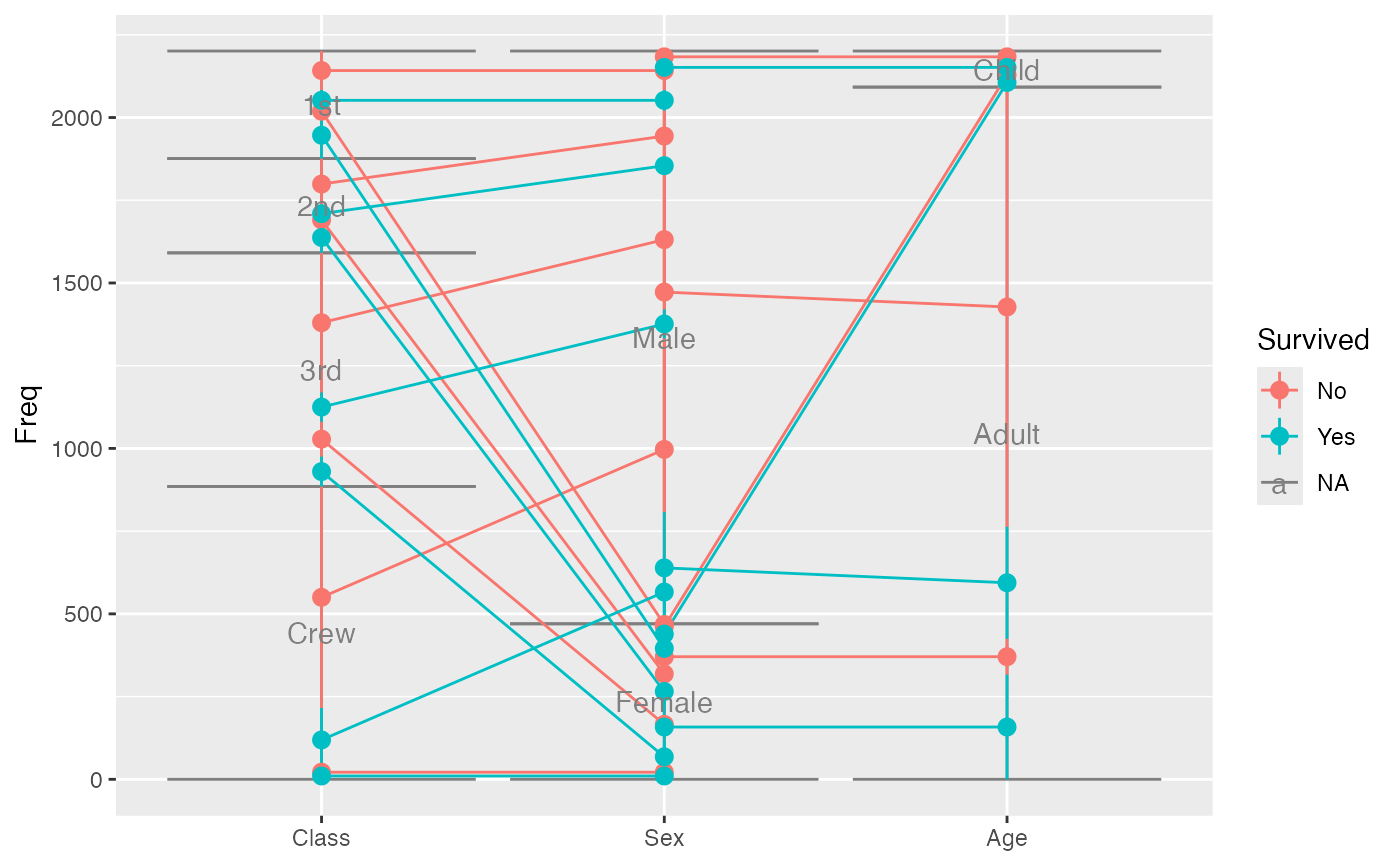 Freq
2000
1500
1000
500
0
1st
2nd
3rd
Crew
Male
Female
Child
Adult
Class
Sex
Age
Survived
No
Yes
a NA